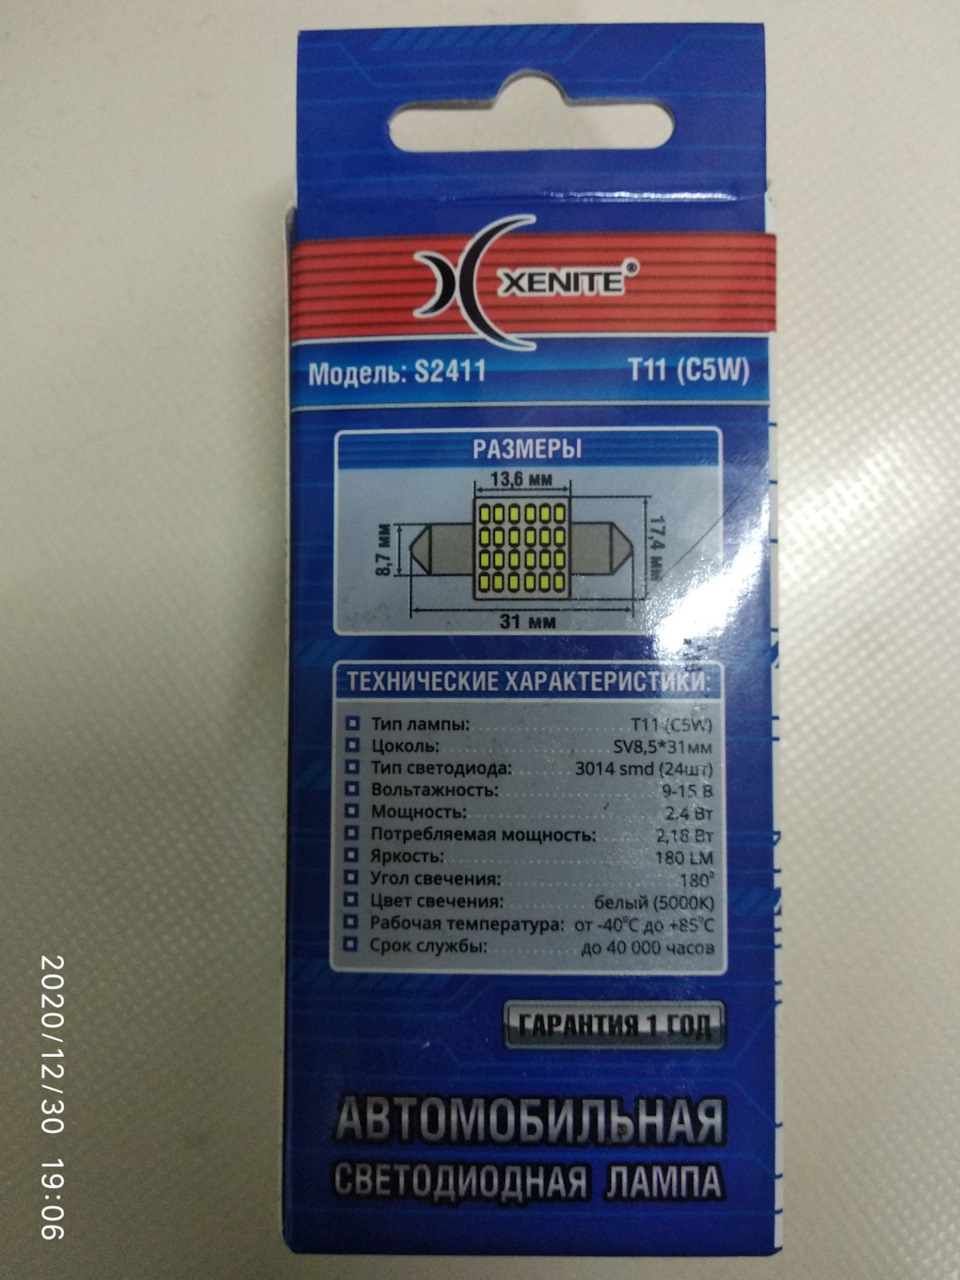 XENITE®
Модель: S2411 T11 (C5W)
РАЗМЕРЫ
13,6 мм
8,7 мм
17,4 мм
31 мм
ТЕХНИЧЕСКИЕ ХАРАКТЕРИСТИКИ:
Тип лампы: T11 (C5W)
Цоколь: SV8,5*31мм
Тип светодиода: 3014 smd (24шт)
Вольтажность: 9-15 В
Мощность: 2.4 Вт
Потребляемая мощность: 2,18 Вт
Яркость: 180 LM
Угол свечения: 180°
Цвет свечения: белый (5000К)
Рабочая температура: от -40°С до +85°С
Срок службы: до 40 000 часов
ГАРАНТИЯ 1 ГОД
АВТОМОБИЛЬНАЯ
СВЕТОДИОДНАЯ ЛАМПА
2020/12/30 19:06